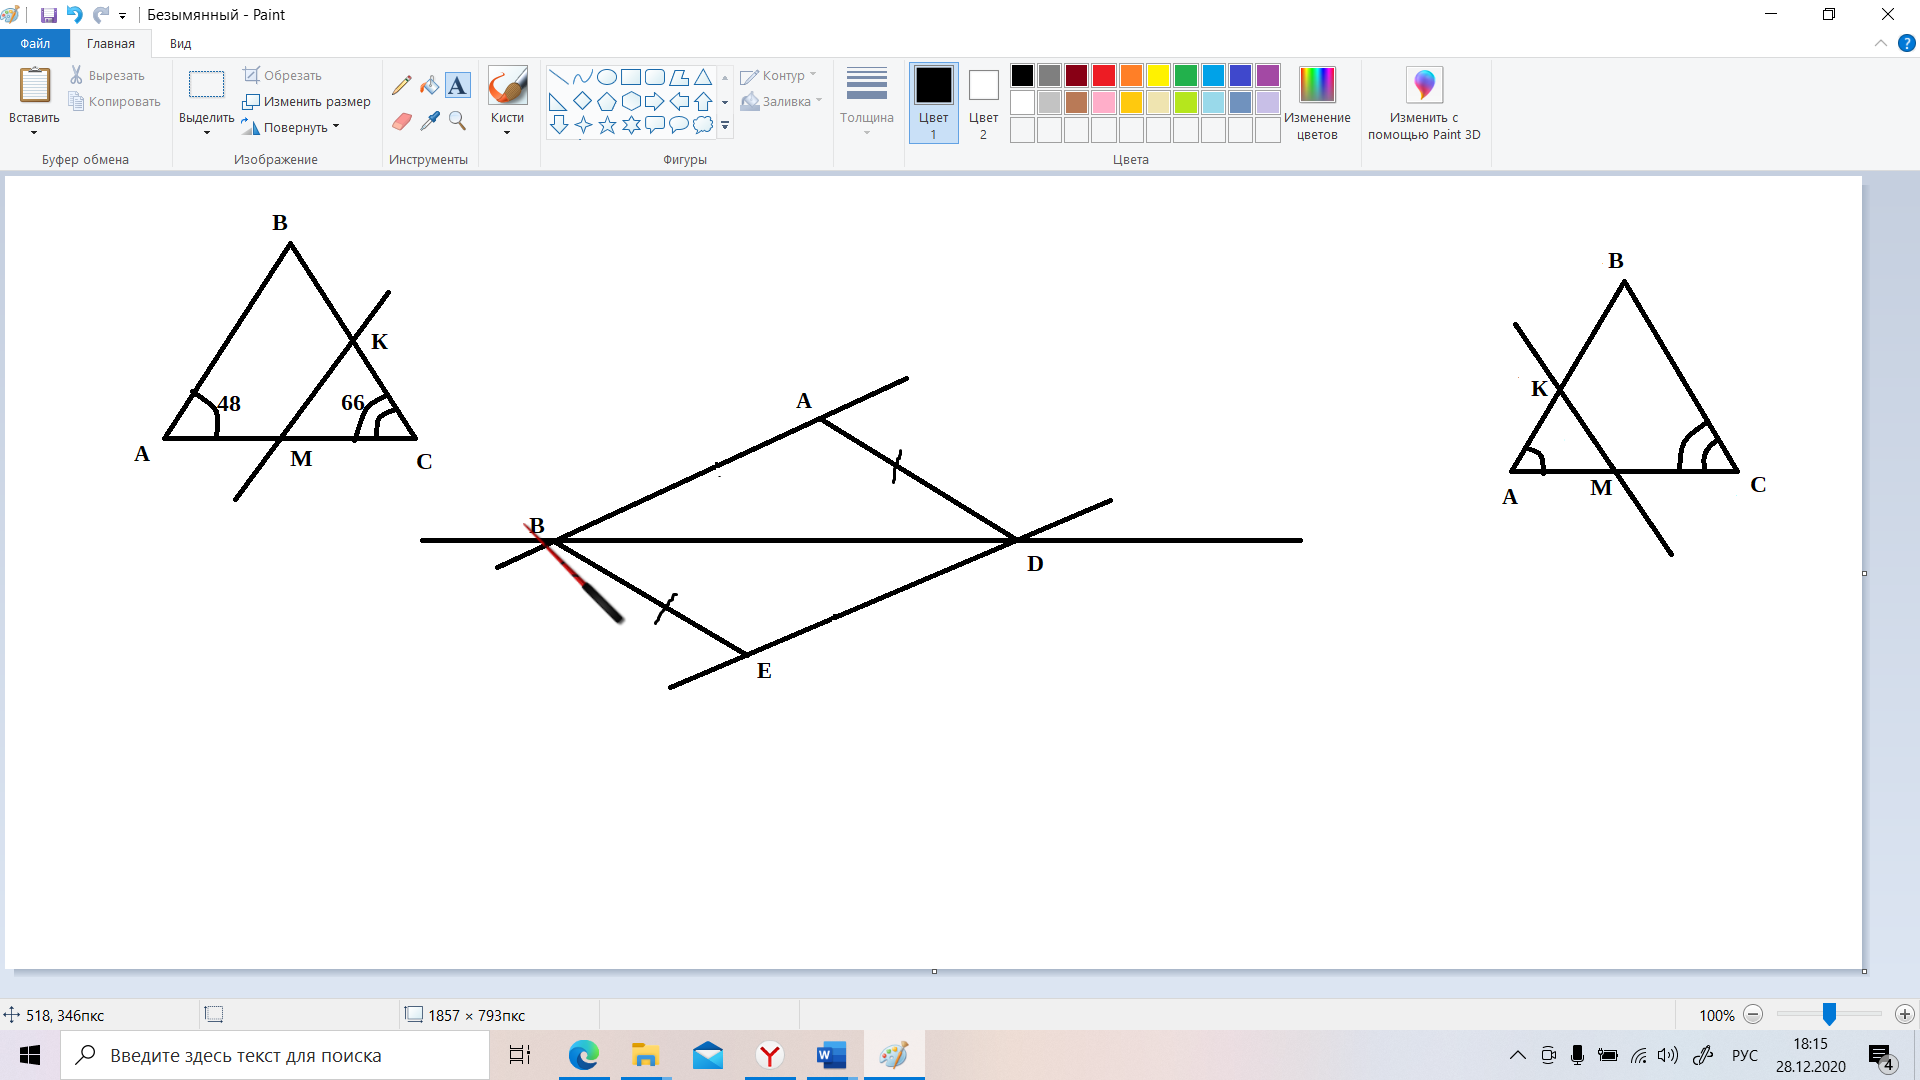 Безымянный - Paint
Файл
Главная
Вид
?
Вставить
Вырезать
Копировать
Буфер обмена
Выделить
Обрезать
Изменить размер
Повернуть
Изображение
A
Инструменты
Кисти
Фигуры
Контур
Заливка
Толщина
Цвет
1
Цвет
2
Изменение
цветов
Цвета
Изменить с
помощью Paint 3D
B
K
48
66
A
M
C
A
B
D
E
B
K
A
M
C
518, 346пкс
1857 × 793пкс
100%
Введите здесь текст для поиска
РУС
18:15
28.12.2020
4